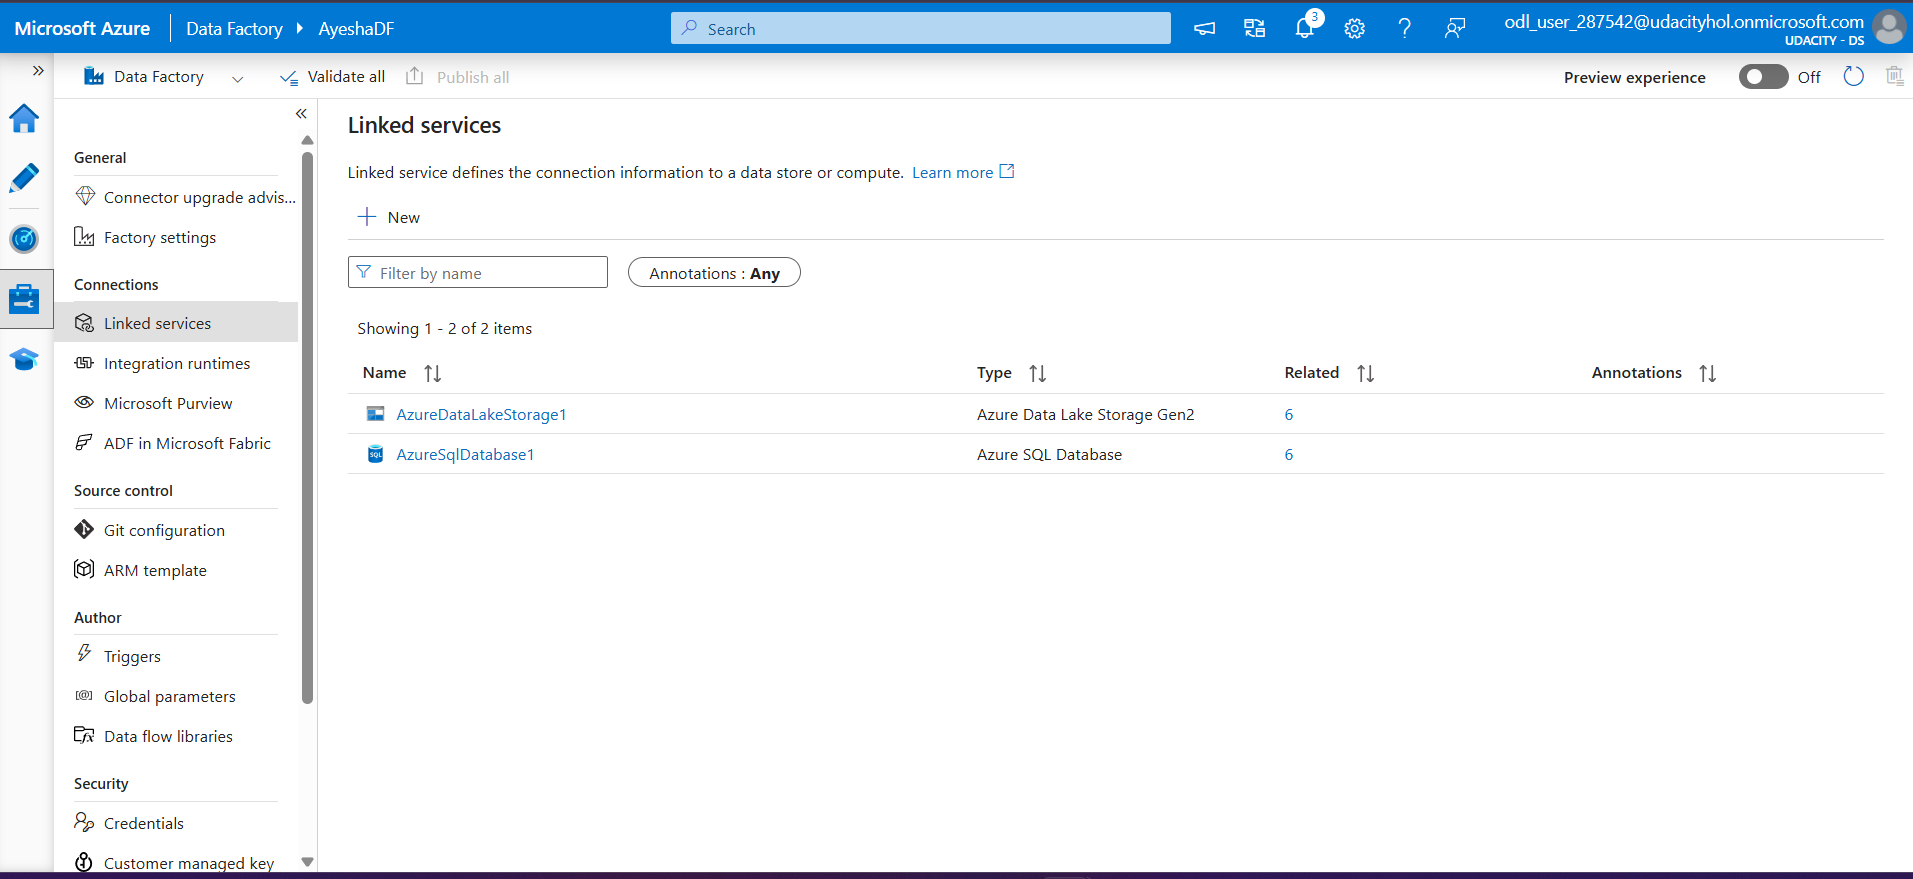 Microsoft Azure Data Factory AyeshaDF Search 3 odl_user_287542@udacityhol.onmicrosoft.com
UDACITY - DS
Data Factory Validate all Publish all Preview experience Off
General
Connector upgrade advis...
Factory settings
Connections
Linked services
Integration runtimes
Microsoft Purview
ADF in Microsoft Fabric
Source control
Git configuration
ARM template
Author
Triggers
Global parameters
Data flow libraries
Security
Credentials
Customer managed key
Linked services
Linked service defines the connection information to a data store or compute. Learn more
New
Filter by name Annotations : Any
Showing 1 - 2 of 2 items
Name Type Related Annotations
AzureDataLakeStorage1 Azure Data Lake Storage Gen2 6
SQL AzureSqlDatabase1 Azure SQL Database 6